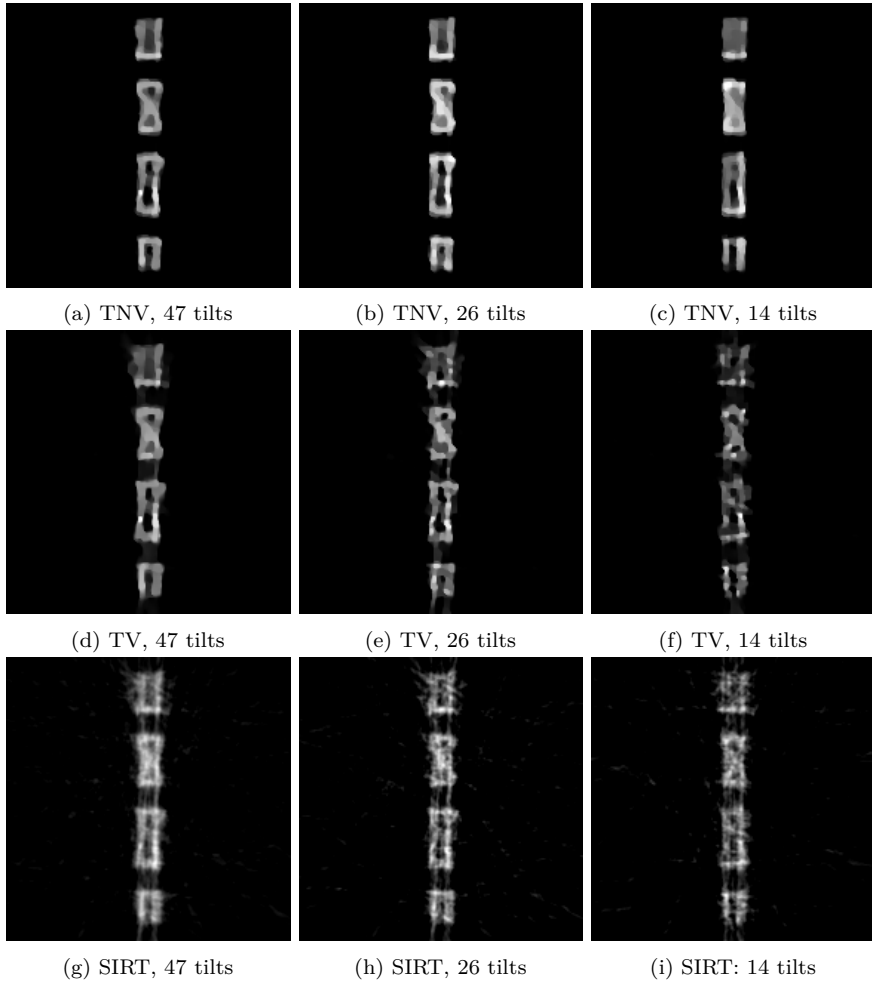 (a) TNV, 47 tilts
(b) TNV, 26 tilts
(c) TNV, 14 tilts
(d) TV, 47 tilts
(e) TV, 26 tilts
(f) TV, 14 tilts
(g) SIRT, 47 tilts
(h) SIRT, 26 tilts
(i) SIRT: 14 tilts